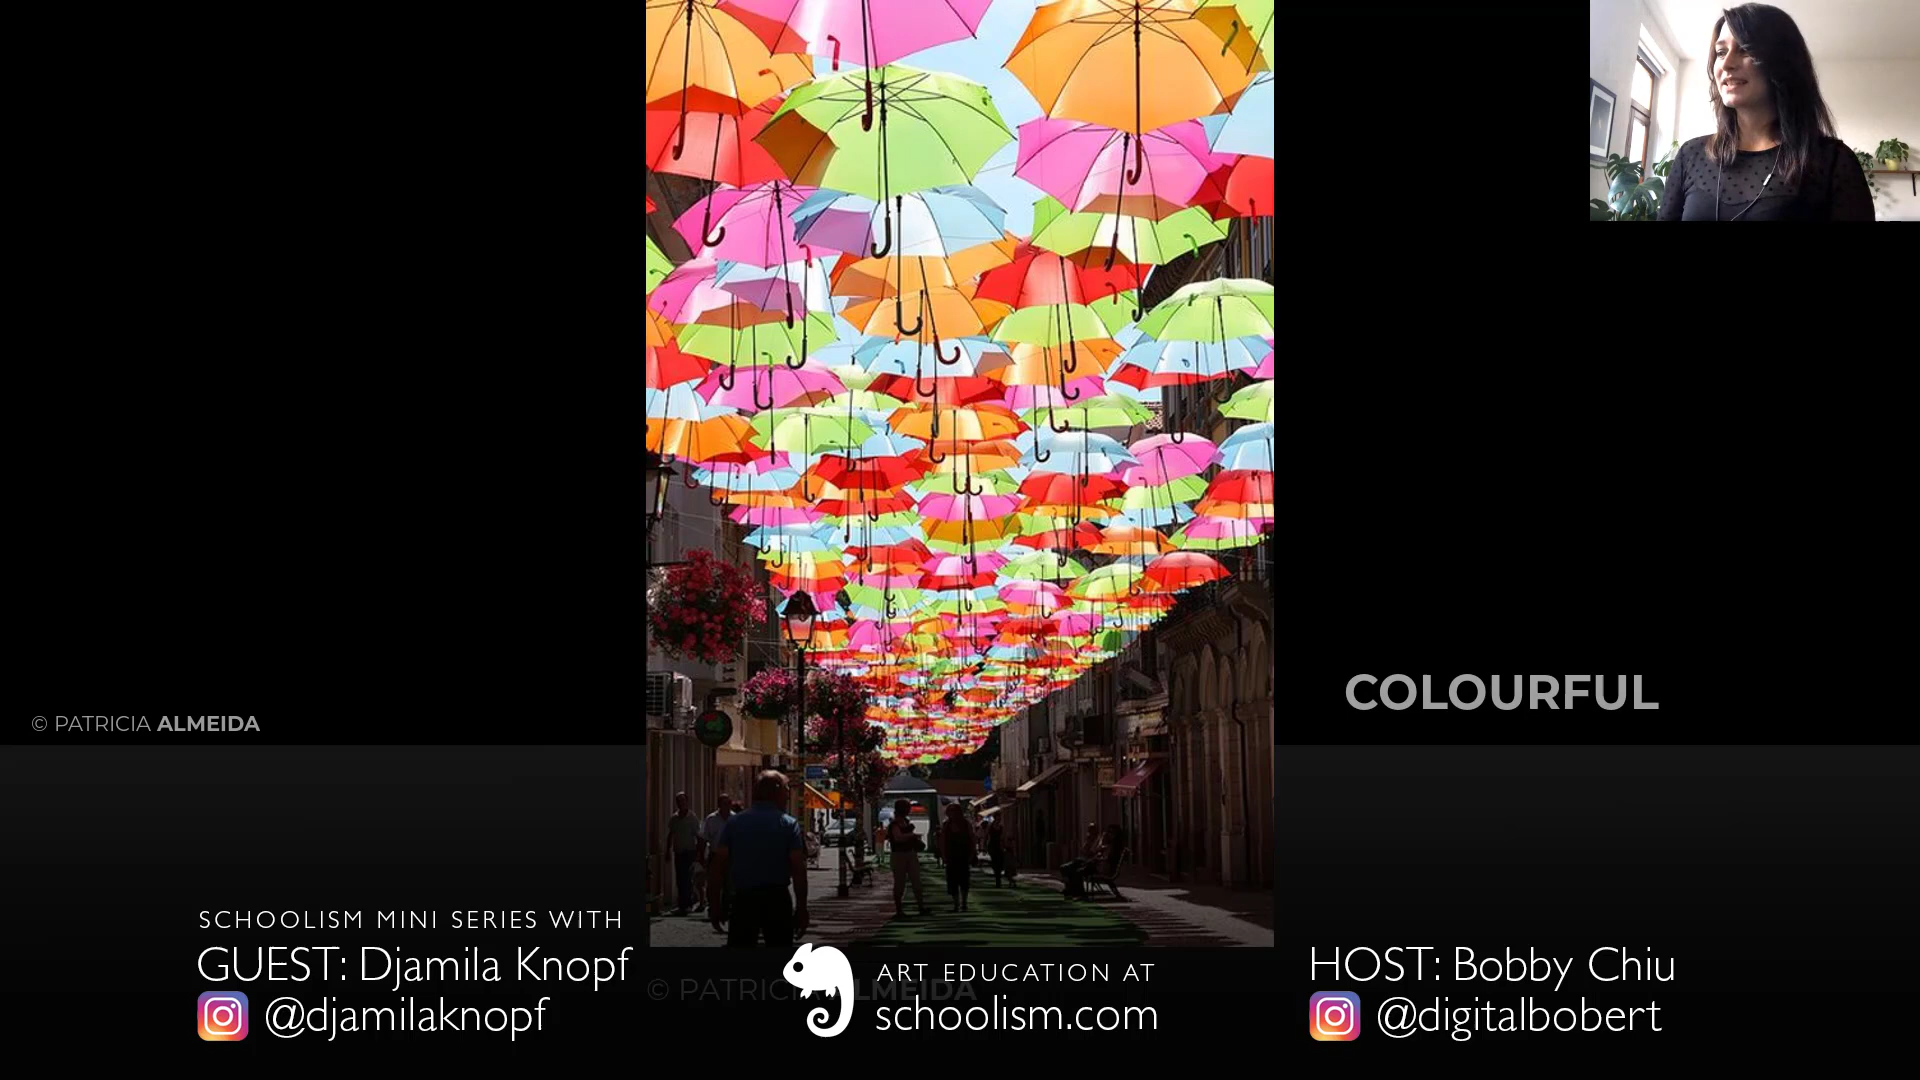 COLOURFUL
© PATRICIA ALMEIDA
SCHOOLISM MINI SERIES WITH
GUEST: Djamila Knopf
@djamilaknopf
© PATRICIA ALMEIDA
ART EDUCATION AT
schoolism.com
HOST: Bobby Chiu
@digitalbobert